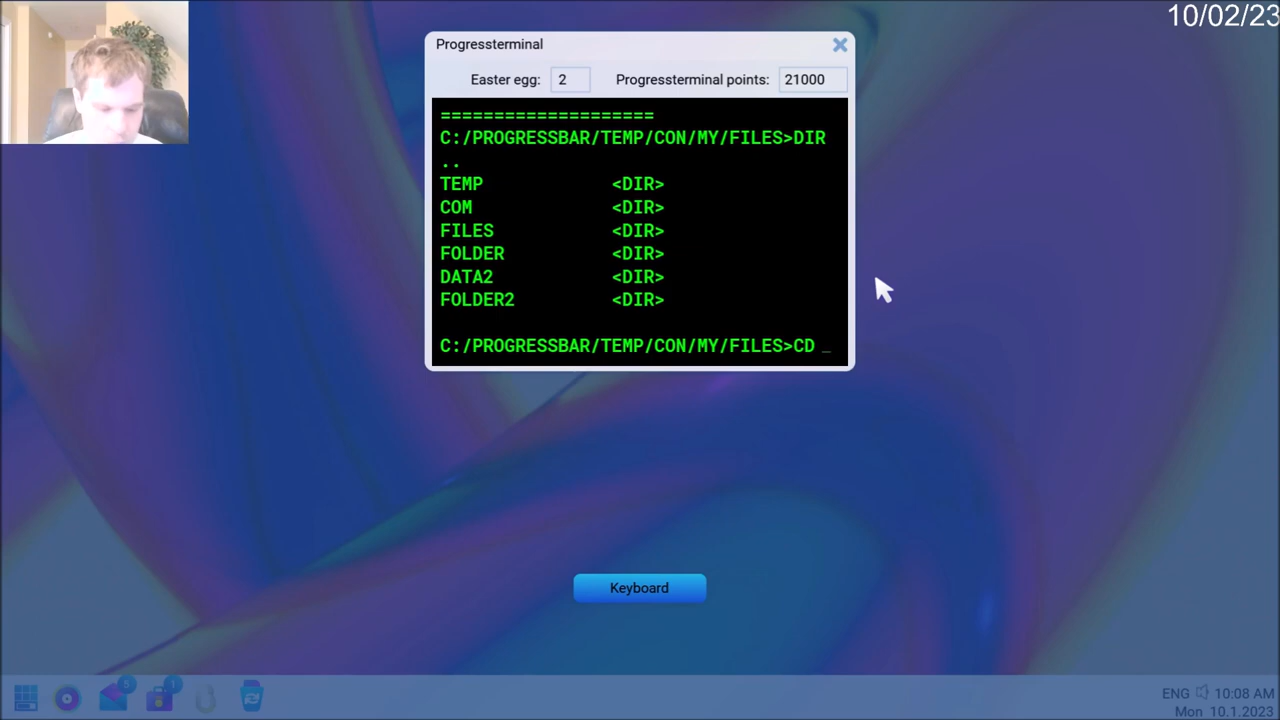 10/02/23
Progressterminal
Easter egg: 2 Progressterminal points: 21000
====================
C:/PROGRESSBAR/TEMP/CON/MY/FILES>DIR
..
TEMP <DIR>
COM <DIR>
FILES <DIR>
FOLDER <DIR>
DATA2 <DIR>
FOLDER2 <DIR>
C:/PROGRESSBAR/TEMP/CON/MY/FILES>CD _
Keyboard
5
1
ENG 10:08 AM
Mon 10.1.2023